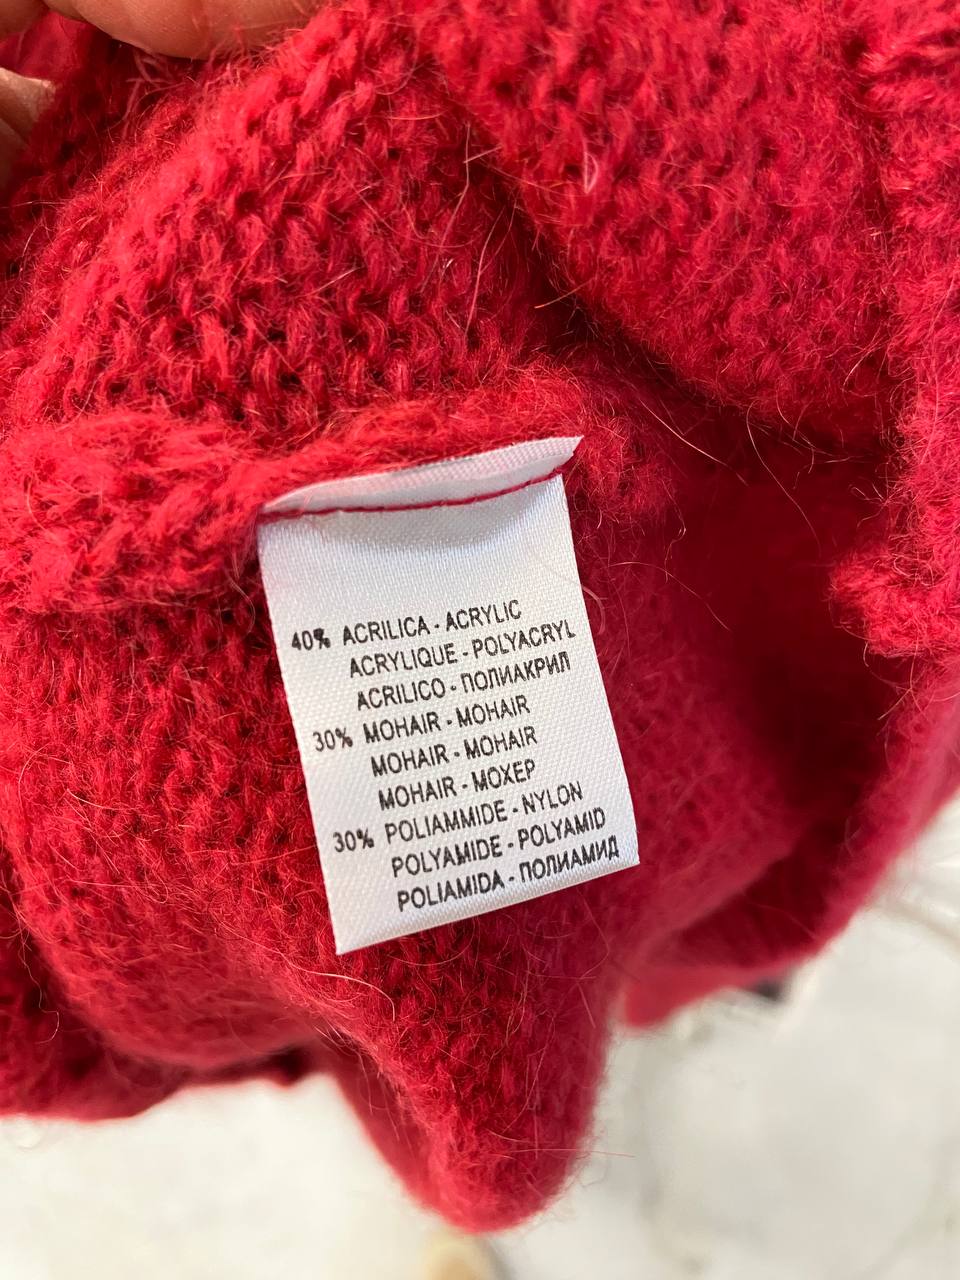 40% ACRILICA - ACRYLIC
ACRYLIQUE - POLYACRYL
ACRILICO - ПОЛИАКРИЛ
30% MOHAIR - MOHAIR
MOHAIR - MOHAIR
MOHAIR - МОХЕР
30% POLIAMMIDE - NYLON
POLYAMIDE - POLYAMID
POLIAMIDA - ПОЛИАМИД